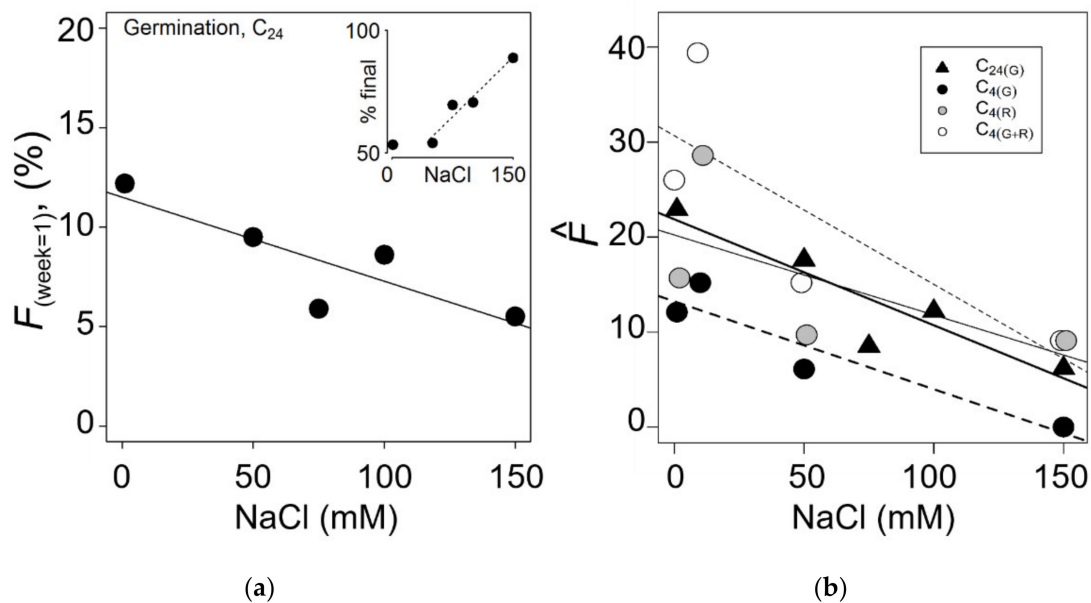 Germination, C24
F(week=1), (%)
20
15
10
5
0
0 50 100 150
NaCl (mM)
% final
100
50
0 NaCl 150
(a)
F̂
40
30
20
10
0
C24(G)
C4(G)
C4(R)
C4(G+R)
0 50 100 150
NaCl (mM)
(b)